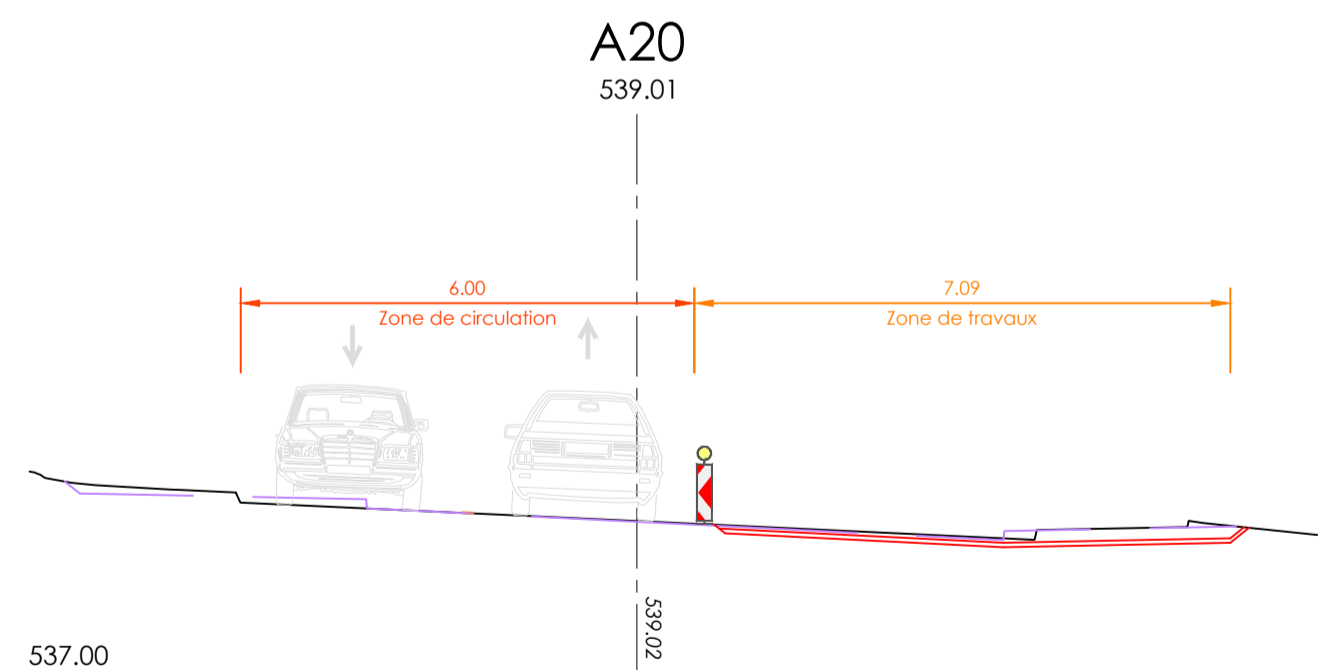 A20
539.01
6.00
Zone de circulation
7.09
Zone de travaux
539.02
537.00